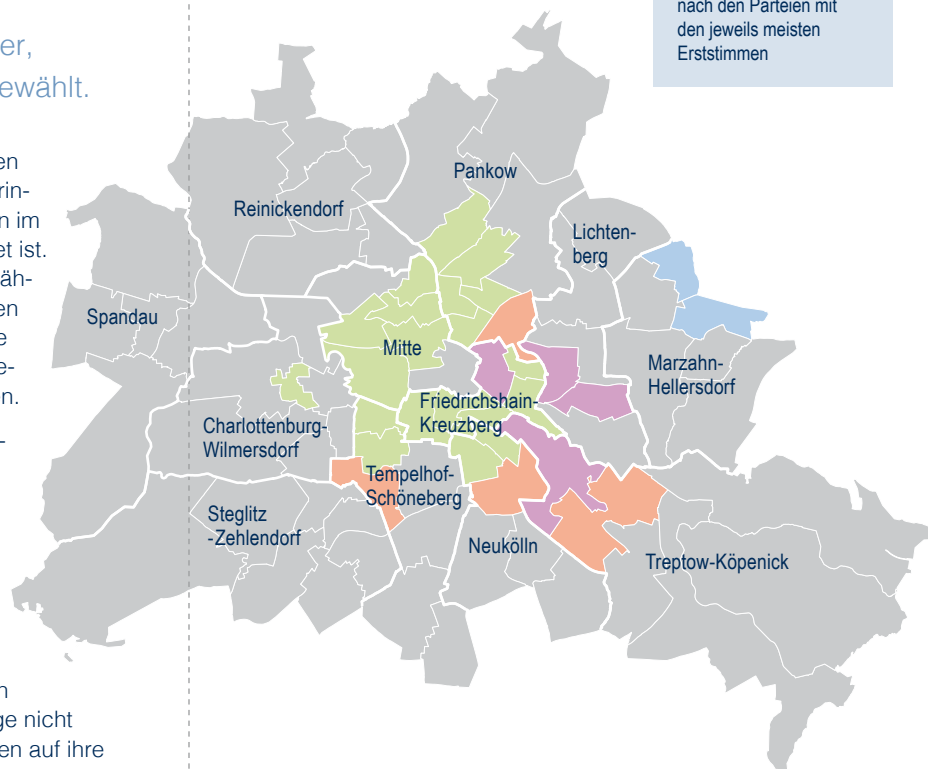 er,
ewählt.
en
rin-
n im
et ist.
äh-
en
e
e-
en.
-
n
ge nicht
en auf ihre
nach den Parteien mit
den jeweils meisten
Erststimmen
Pankow
Reinickendorf
Lichten-
berg
Spandau
Mitte
Marzahn-
Hellersdorf
Friedrichshain-
Kreuzberg
Charlottenburg-
Wilmersdorf
Tempelhof-
Schöneberg
Steglitz
-Zehlendorf
Neukölln
Treptow-Köpenick